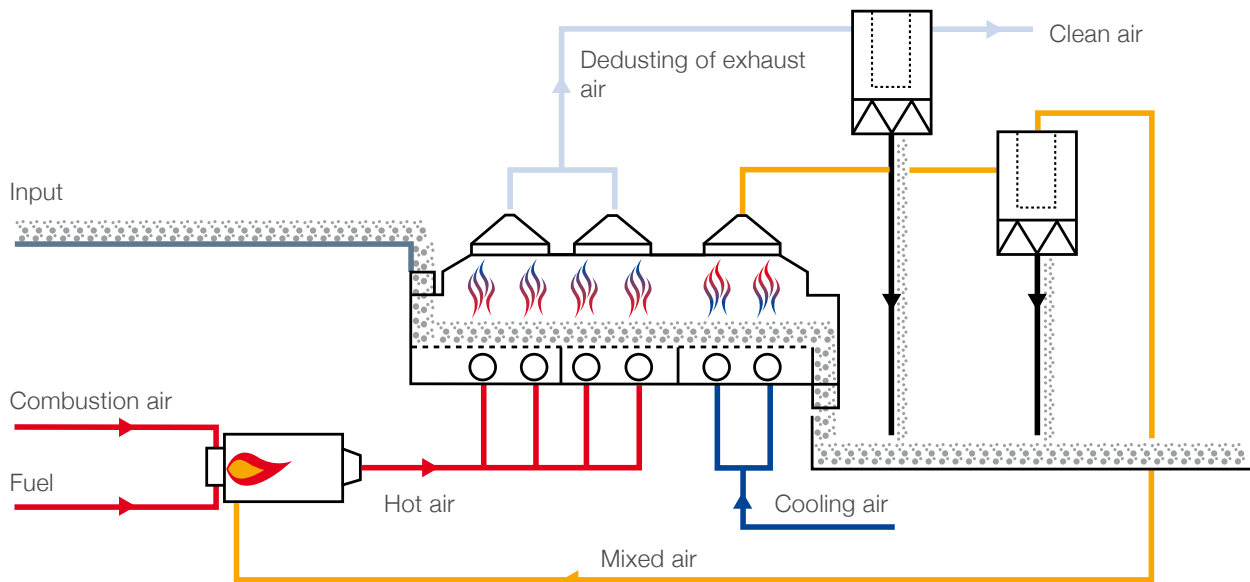 Clean air
Dedusting of exhaust
air
Input
Combustion air
Fuel
Hot air
Cooling air
Mixed air